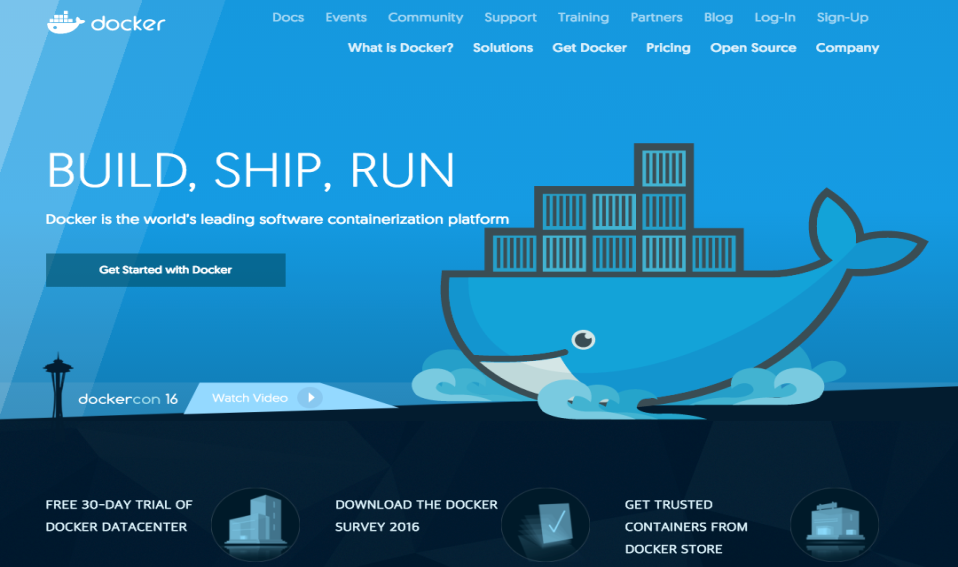 docker
Docs Events Community Support Training Partners Blog Log-In Sign-Up
What is Docker? Solutions Get Docker Pricing Open Source Company
BUILD, SHIP, RUN
Docker is the world's leading software containerization platform
Get Started with Docker
dockercon 16
Watch Video
FREE 30-DAY TRIAL OF
DOCKER DATACENTER
DOWNLOAD THE DOCKER
SURVEY 2016
GET TRUSTED
CONTAINERS FROM
DOCKER STORE